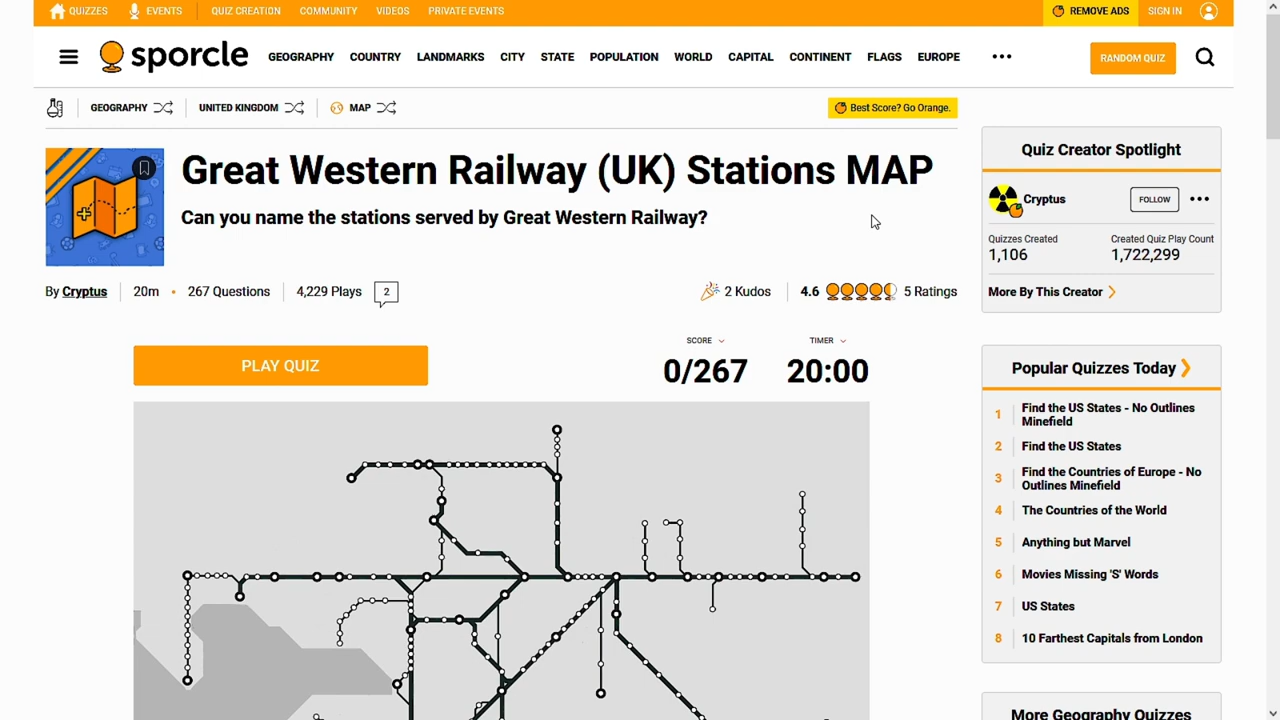 QUIZZES EVENTS QUIZ CREATION COMMUNITY VIDEOS PRIVATE EVENTS REMOVE ADS SIGN IN
sporcle GEOGRAPHY COUNTRY LANDMARKS CITY STATE POPULATION WORLD CAPITAL CONTINENT FLAGS EUROPE ••• RANDOM QUIZ
GEOGRAPHY UNITED KINGDOM MAP Best Score? Go Orange.
Great Western Railway (UK) Stations MAP
Can you name the stations served by Great Western Railway?
By Cryptus 20m • 267 Questions 4,229 Plays 2 2 Kudos 4.6 5 Ratings
PLAY QUIZ
SCORE TIMER
0/267 20:00
Quiz Creator Spotlight
Cryptus FOLLOW •••
Quizzes Created Created Quiz Play Count
1,106 1,722,299
More By This Creator
Popular Quizzes Today
1 Find the US States - No Outlines
Minefield
2 Find the US States
3 Find the Countries of Europe - No
Outlines Minefield
4 The Countries of the World
5 Anything but Marvel
6 Movies Missing 'S' Words
7 US States
8 10 Farthest Capitals from London
More Geography Quizzes